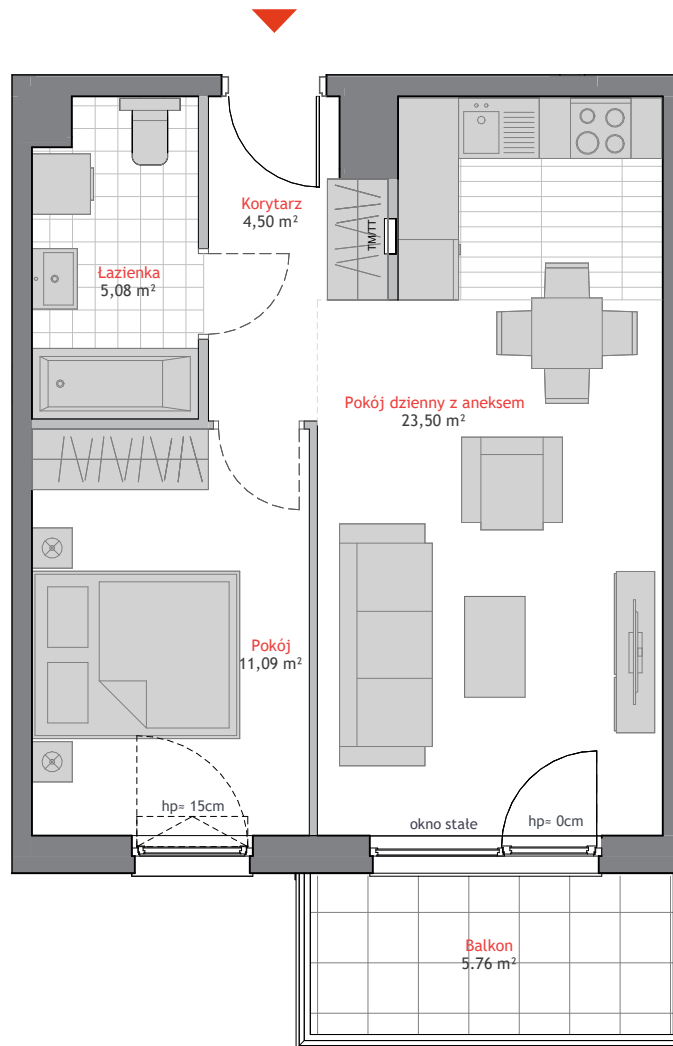 Korytarz
4,50 m²
TM/TT
Łazienka
5,08 m²
Pokój dzienny z aneksem
23,50 m²
Pokój
11,09 m²
hp= 15cm
okno stałe
hp= 0cm
Balkon
5.76 m²